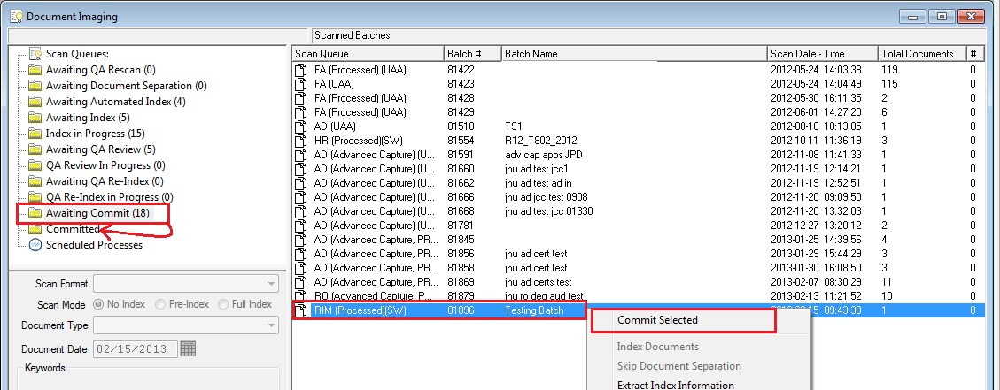 Document Imaging
Scanned Batches
Scan Queues:
Awaiting QA Rescan (0)
Awaiting Document Separation (0)
Awaiting Automated Index (4)
Awaiting Index (5)
Index in Progress (15)
Awaiting QA Review (5)
QA Review In Progress (0)
Awaiting QA Re-Index (0)
QA Re-Index in Progress (0)
Awaiting Commit (18)
Committed
Scheduled Processes
Scan Format
Scan Mode No Index Pre-Index Full Index
Document Type
Document Date 02/15/2013
Keywords
Scan Queue Batch # Batch Name Scan Date - Time Total Documents #..
FA (Processed) (UAA) 81422 2012-05-24 14:03:38 119 0
FA (UAA) 81423 2012-05-24 14:04:49 115 0
FA (Processed) (UAA) 81428 2012-05-30 16:11:35 2 0
FA (Processed) (UAA) 81429 2012-06-01 14:27:20 6 0
AD (UAA) 81510 TS1 2012-08-16 10:13:05 1 0
HR (Processed)(SW) 81554 R12_T802_2012 2012-10-11 11:36:19 3 0
AD (Advanced Capture) (U... 81591 adv cap apps JPD 2012-11-08 11:41:33 1 0
AD (Advanced Capture) (U... 81660 jnu ad test jcc1 2012-11-19 12:14:21 1 0
AD (Advanced Capture) (U... 81662 jnu ad test ad in 2012-11-19 12:52:51 1 0
AD (Advanced Capture) (U... 81666 jnu ad jcc test 0908 2012-11-20 09:09:50 1 0
AD (Advanced Capture) (U... 81668 jnu ad test jcc 01330 2012-11-20 13:32:03 1 0
AD (Advanced Capture) (U... 81781 2012-12-27 13:20:12 2 0
AD (Advanced Capture, PR... 81845 2013-01-25 14:39:56 4 0
AD (Advanced Capture, PR... 81856 jnu ad cert test 2013-01-29 15:44:29 3 0
AD (Advanced Capture, PR... 81858 jnu ad cert test 2013-01-30 16:08:50 3 0
AD (Advanced Capture, PR... 81867 jnu ad certs test 2013-02-07 08:30:29 11 0
RO (Advanced Capture, P... 81879 jnu ro deg aud test 2013-02-13 11:21:52 10 0
RIM (Processed)(SW) 81896 Testing Batch 09:43:30 1 0
Commit Selected
Index Documents
Skip Document Separation
Extract Index Information